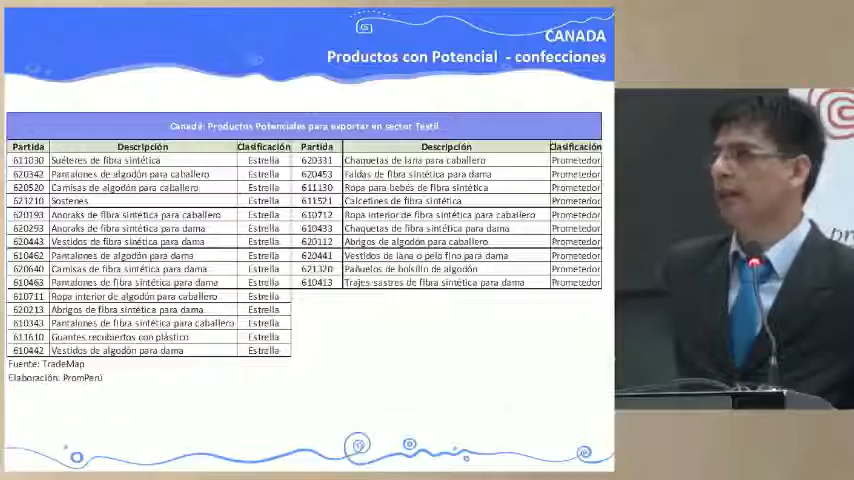 CANADA
Productos con Potencial - confecciones
Canadá: Productos Potenciales para exportar en sector Textil
Partida Descripción Clasificación Partida Descripción Clasificación
611030 Suéteres de fibra sintética Estrella 620331 Chaquetas de lana para caballero Prometedor
620342 Pantalones de algodón para caballero Estrella 620453 Faldas de fibra sintética para dama Prometedor
620520 Camisas de algodón para caballero Estrella 611130 Ropa para bebés de fibra sintética Prometedor
621210 Sostenes Estrella 611521 Calcetines de fibra sintética Prometedor
620193 Anoraks de fibra sintética para caballero Estrella 610712 Ropa interior de fibra sintética para caballero Prometedor
620293 Anoraks de fibra sintética para dama Estrella 610433 Chaquetas de fibra sintética para dama Prometedor
620443 Vestidos de fibra sinética para dama Estrella 620112 Abrigos de algodón para caballero Prometedor
610462 Pantalones de algodón para dama Estrella 620441 Vestidos de lana o pelo fino para dama Prometedor
620640 Camisas de fibra sintética para dama Estrella 621320 Pañuelos de bolsillo de algodón Prometedor
610463 Pantalones de fibra sintética para dama Estrella 610413 Trajes-sastres de fibra sintética para dama Prometedor
610711 Ropa interior de algodón para caballero Estrella
620213 Abrigos de fibra sintética para dama Estrella
610343 Pantalones de fibra sintética para caballero Estrella
611610 Guantes recubiertos con plástico Estrella
610442 Vestidos de algodón para dama Estrella
Fuente: TradeMap
Elaboración: PromPerú